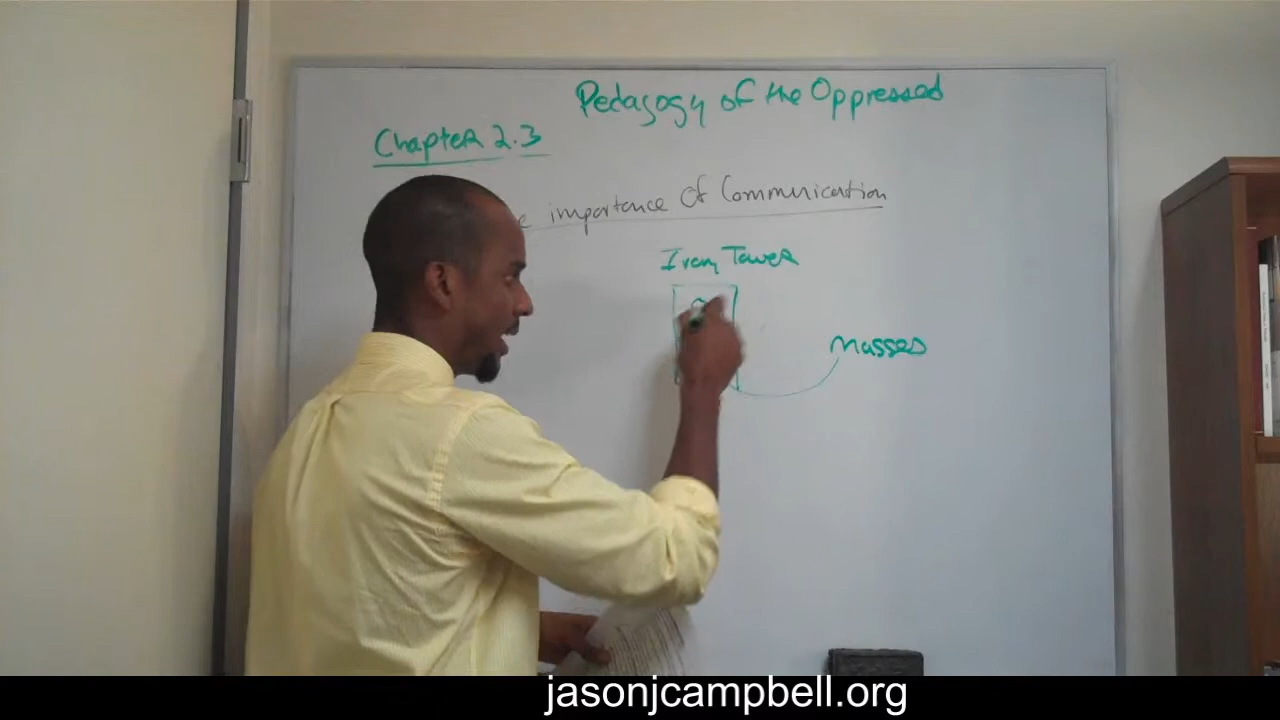 Pedagogy of the Oppressed
Chapter 2.3
e importance of Communication
Ivory Tower
Masses
jasonjcampbell.org